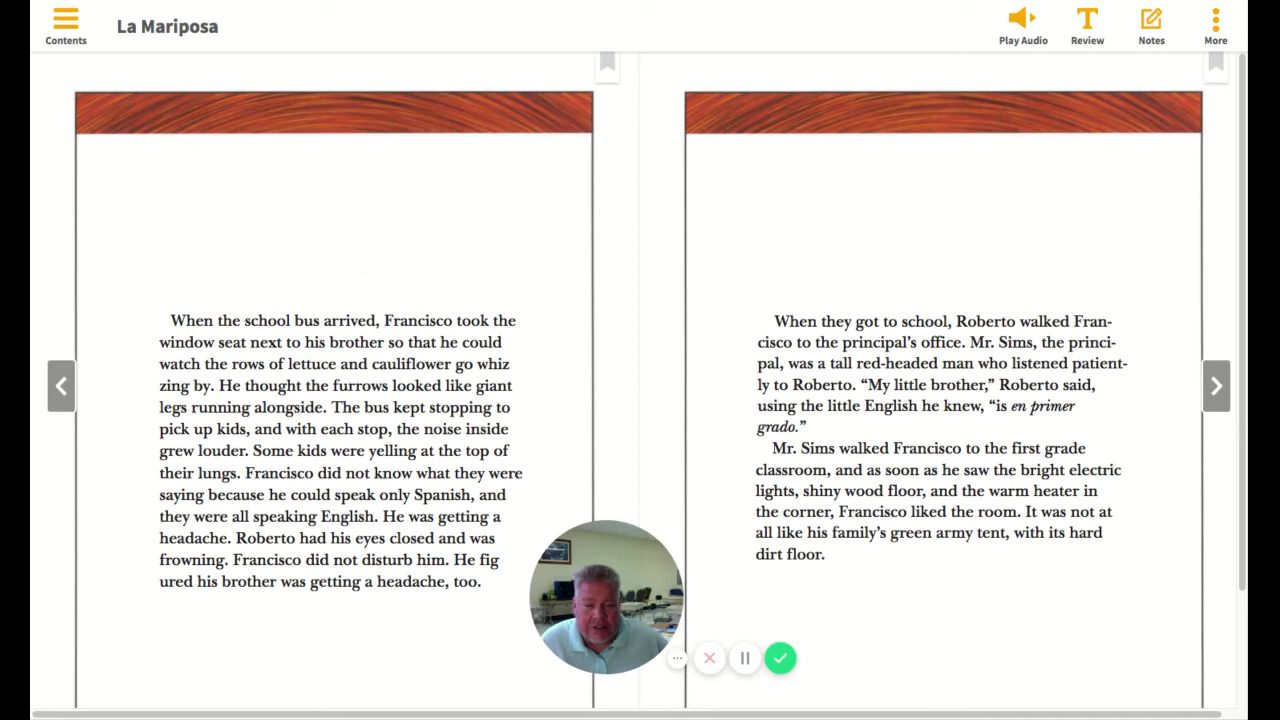 La Mariposa
Contents
Play Audio
Review
Notes
More
When the school bus arrived, Francisco took the
window seat next to his brother so that he could
watch the rows of lettuce and cauliflower go whiz
zing by. He thought the furrows looked like giant
legs running alongside. The bus kept stopping to
pick up kids, and with each stop, the noise inside
grew louder. Some kids were yelling at the top of
their lungs. Francisco did not know what they were
saying because he could speak only Spanish, and
they were all speaking English. He was getting a
headache. Roberto had his eyes closed and was
frowning. Francisco did not disturb him. He fig
ured his brother was getting a headache, too.
When they got to school, Roberto walked Fran-
cisco to the principal’s office. Mr. Sims, the princi-
pal, was a tall red-headed man who listened patient-
ly to Roberto. “My little brother,” Roberto said,
using the little English he knew, “is en primer
grado.”
Mr. Sims walked Francisco to the first grade
classroom, and as soon as he saw the bright electric
lights, shiny wood floor, and the warm heater in
the corner, Francisco liked the room. It was not at
all like his family’s green army tent, with its hard
dirt floor.